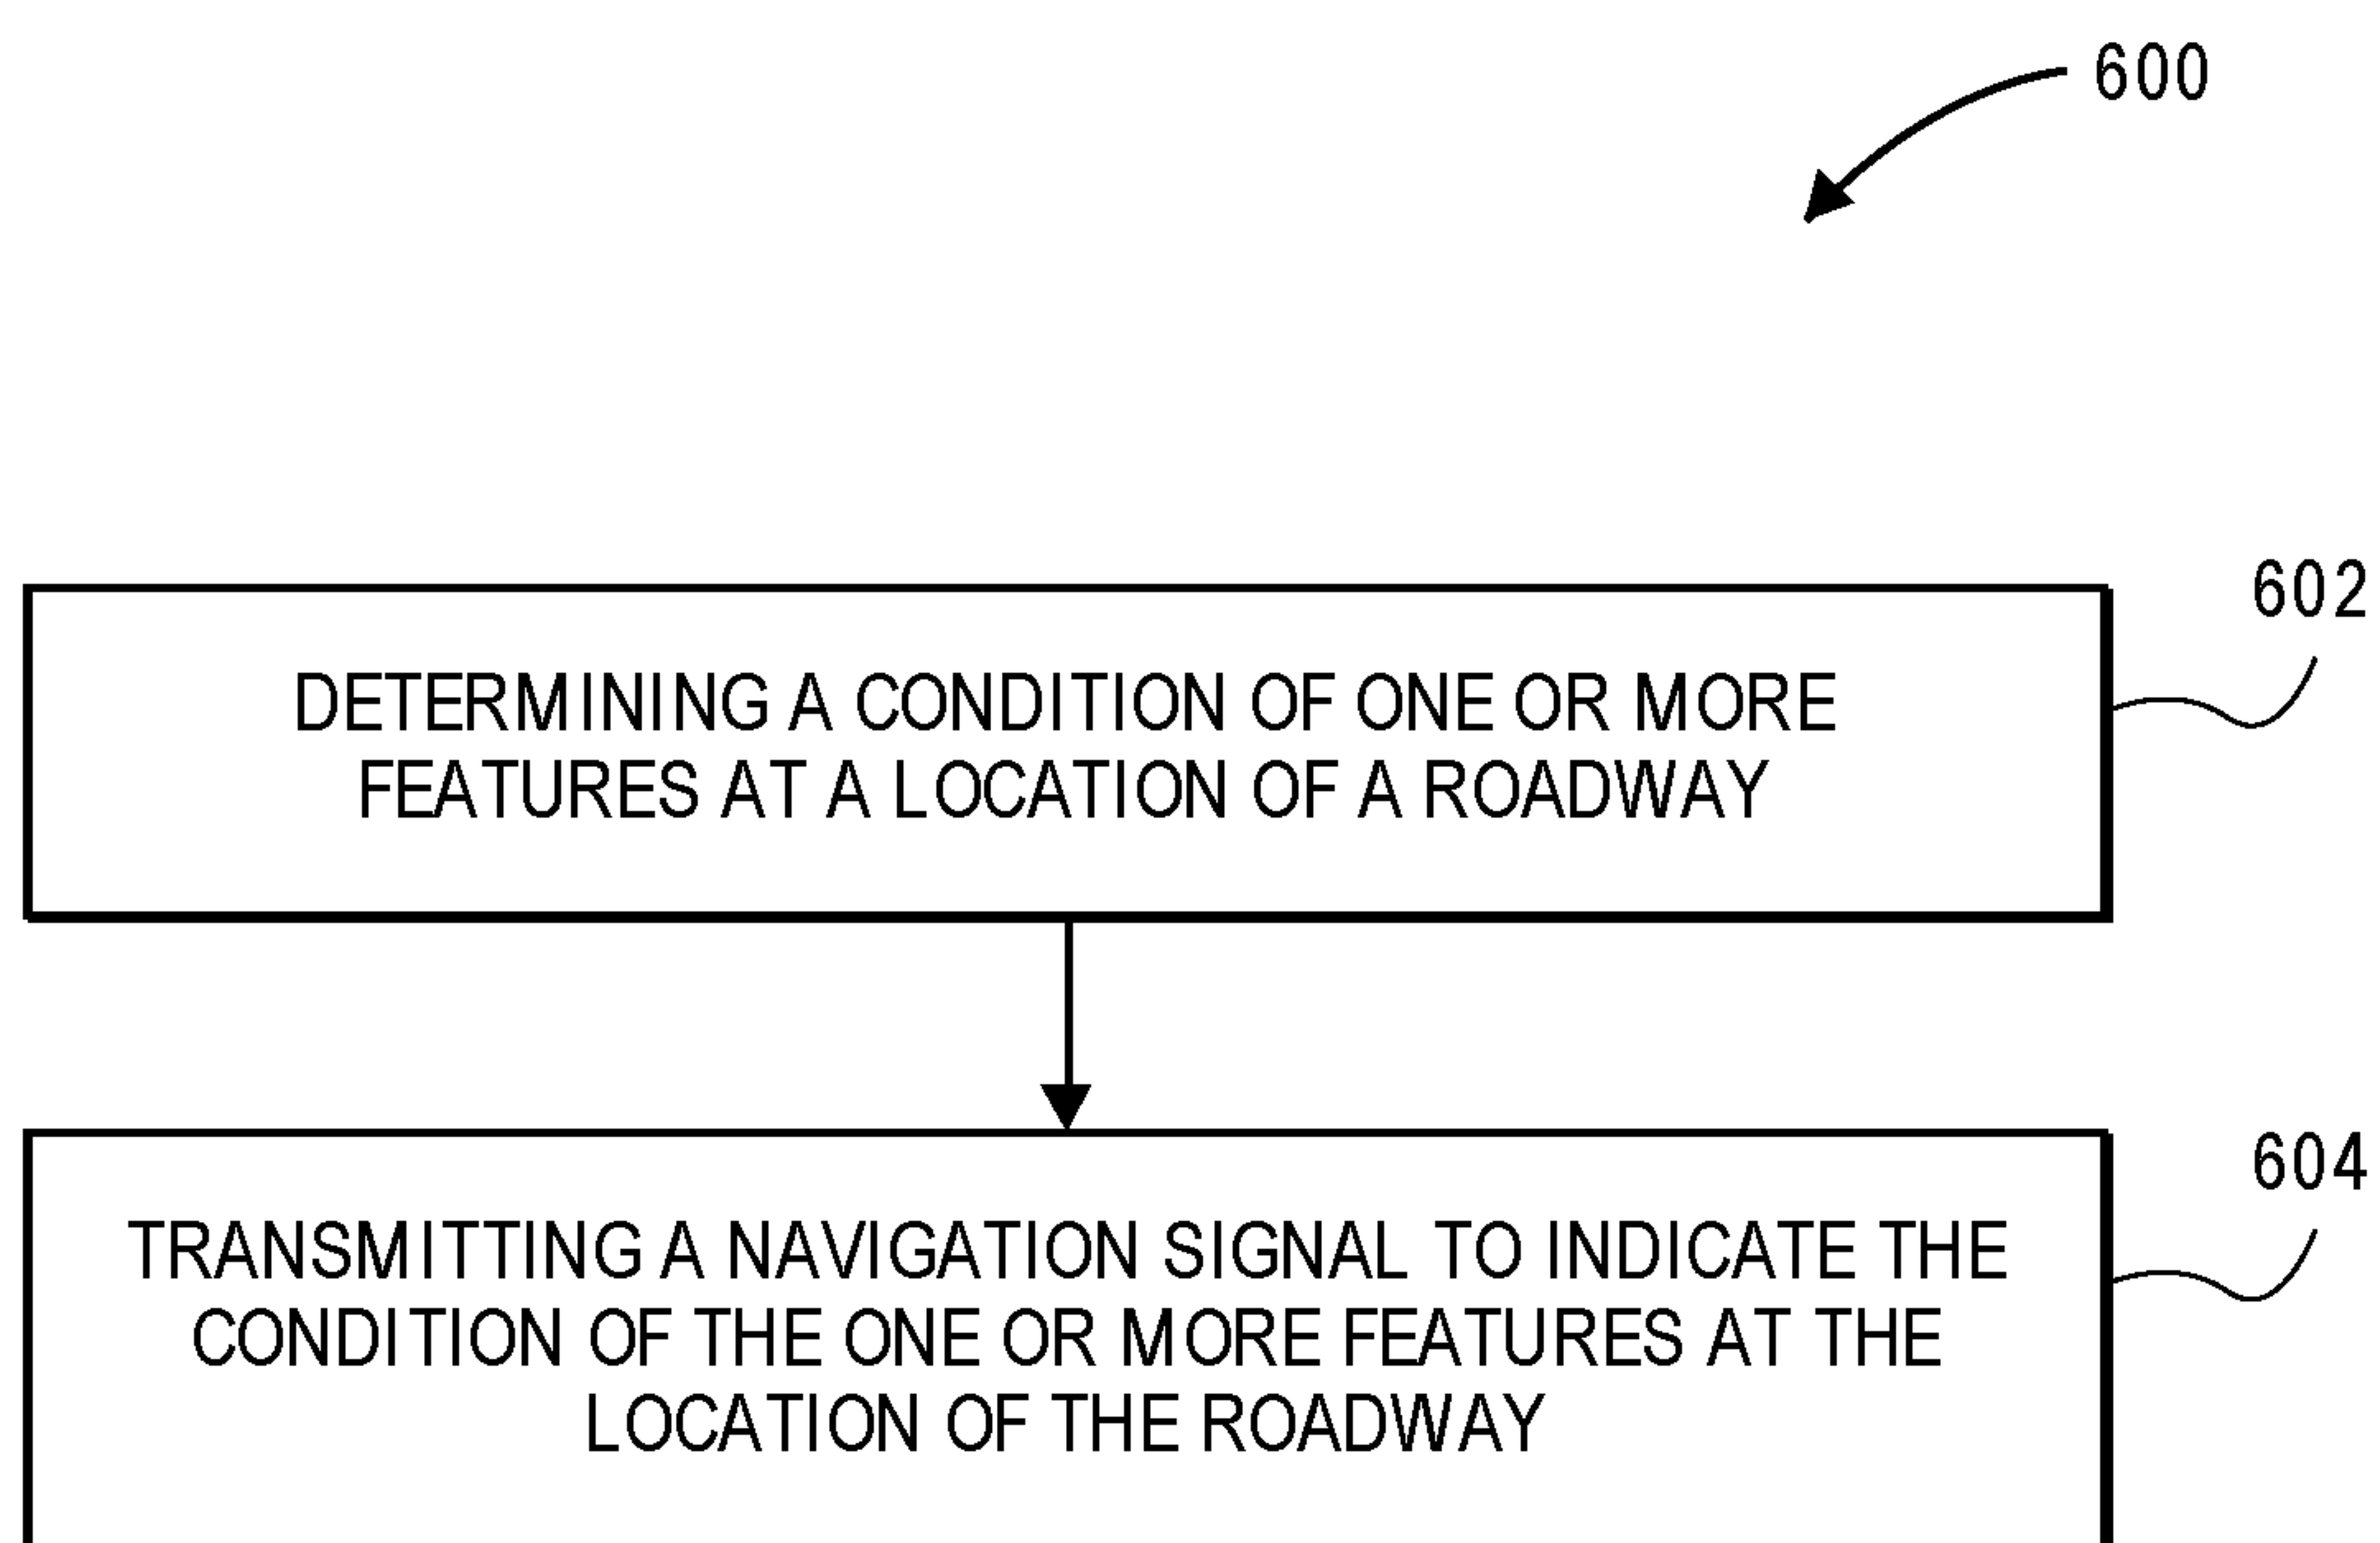 600
602
DETERMINING A CONDITION OF ONE OR MORE
FEATURES AT A LOCATION OF A ROADWAY
604
TRANSMITTING A NAVIGATION SIGNAL TO INDICATE THE
CONDITION OF THE ONE OR MORE FEATURES AT THE
LOCATION OF THE ROADWAY